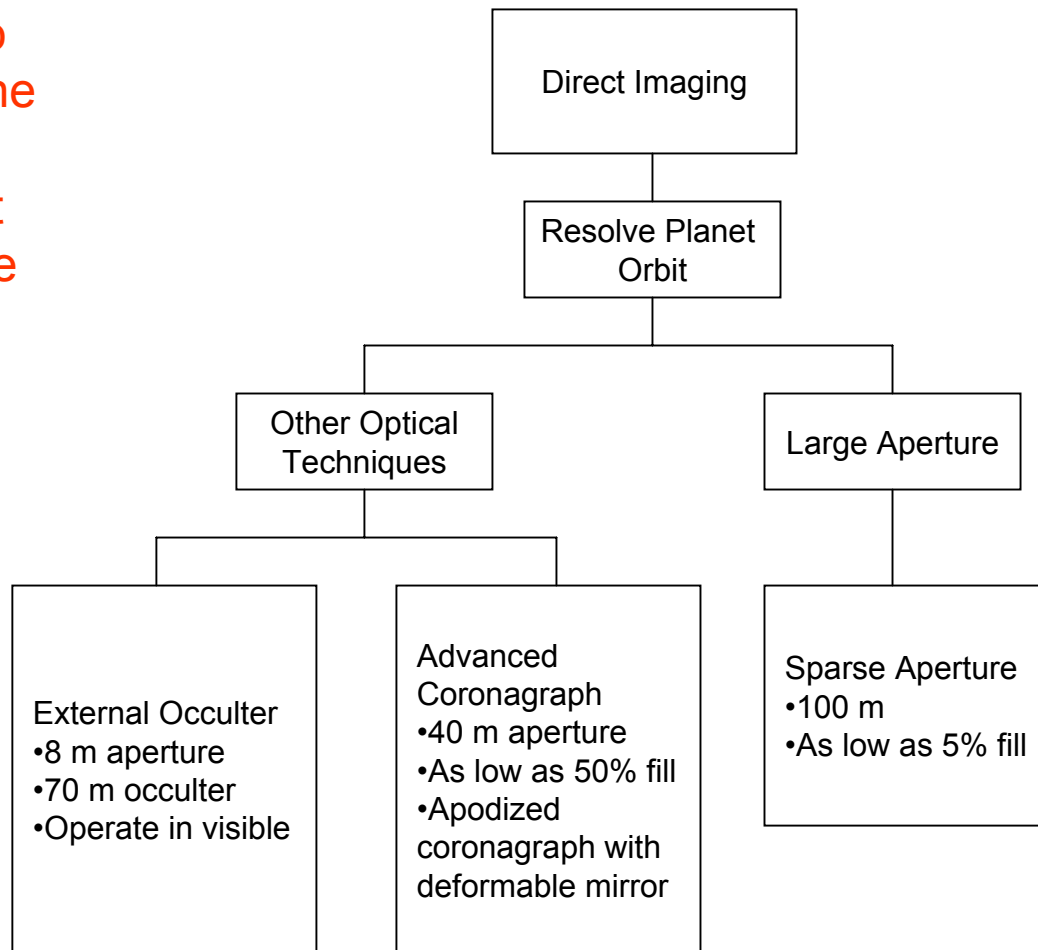 Direct Imaging
Resolve Planet
Orbit
Other Optical
Techniques
Large Aperture
External Occulter
•8 m aperture
•70 m occulter
•Operate in visible
Advanced
Coronagraph
•40 m aperture
•As low as 50% fill
•Apodized
coronagraph with
deformable mirror
Sparse Aperture
•100 m
•As low as 5% fill